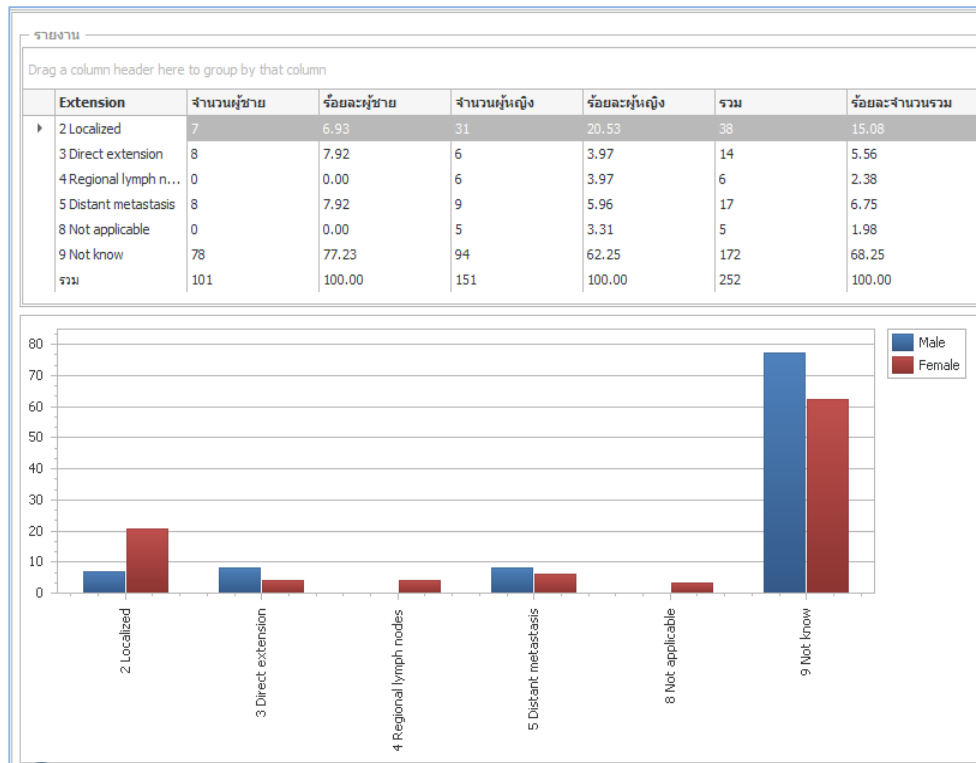 รายงาน
Drag a column header here to group by that column
Extension จำนวนผู้ชาย ร้อยละผู้ชาย จำนวนผู้หญิง ร้อยละผู้หญิง รวม ร้อยละจำนวนรวม
2 Localized 7 6.93 31 20.53 38 15.08
3 Direct extension 8 7.92 6 3.97 14 5.56
4 Regional lymph n... 0 0.00 6 3.97 6 2.38
5 Distant metastasis 8 7.92 9 5.96 17 6.75
8 Not applicable 0 0.00 5 3.31 5 1.98
9 Not know 78 77.23 94 62.25 172 68.25
รวม 101 100.00 151 100.00 252 100.00
80
70
60
50
40
30
20
10
0
Male
Female
2 Localized
3 Direct extension
4 Regional lymph nodes
5 Distant metastasis
8 Not applicable
9 Not know